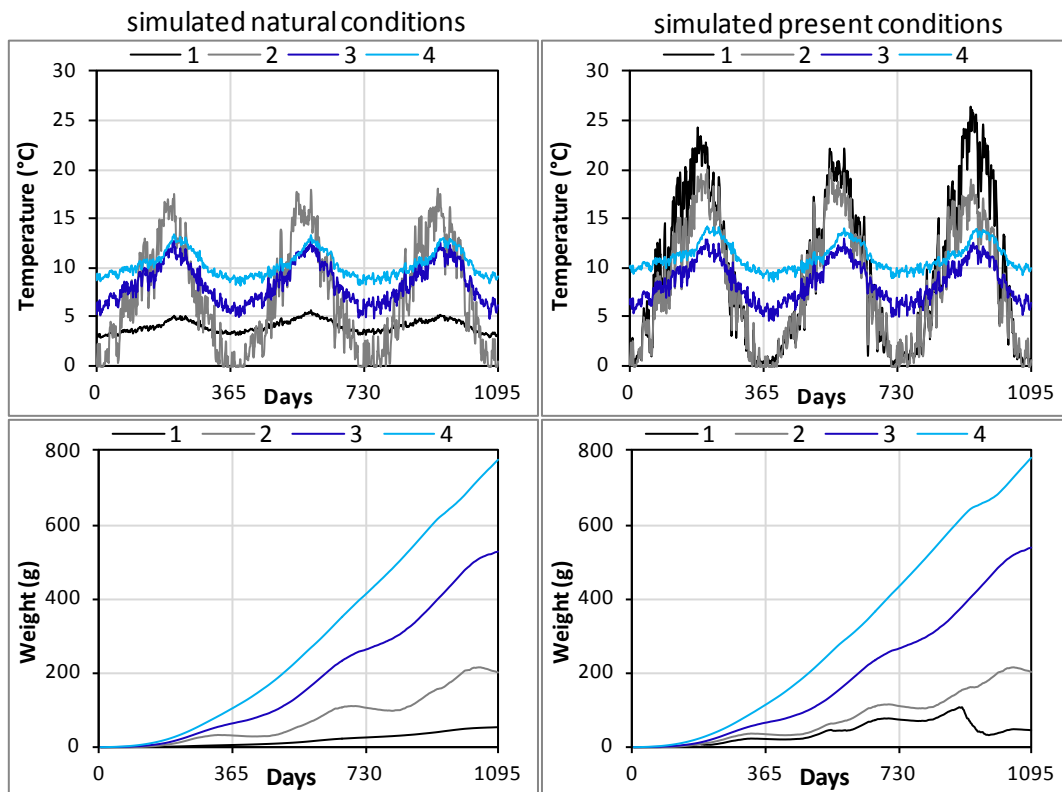 simulated natural conditions
simulated present conditions
1 2 3 4
1 2 3 4
Temperature (°C)
30
25
20
15
10
5
0
0 365 730 1095
Days
Temperature (°C)
30
25
20
15
10
5
0
0 365 730 1095
Days
1 2 3 4
1 2 3 4
Weight (g)
800
600
400
200
0
0 365 730 1095
Days
Weight (g)
800
600
400
200
0
0 365 730 1095
Days